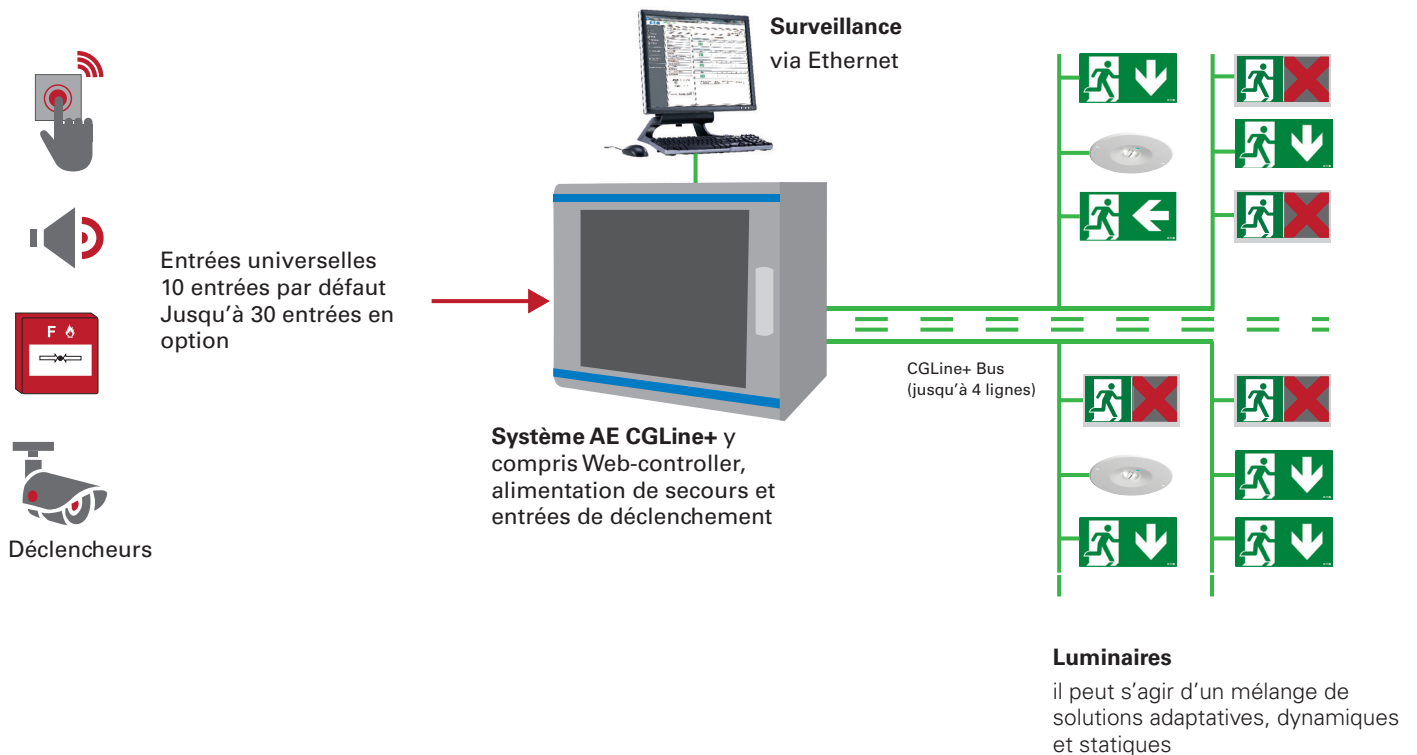 Surveillance
via Ethernet
Entrées universelles
10 entrées par défaut
Jusqu’à 30 entrées en
option
F
Déclencheurs
Système AE CGLine+ y
compris Web-controller,
alimentation de secours et
entrées de déclenchement
CGLine+ Bus
(jusqu’à 4 lignes)
Luminaires
il peut s’agir d’un mélange de
solutions adaptatives, dynamiques
et statiques